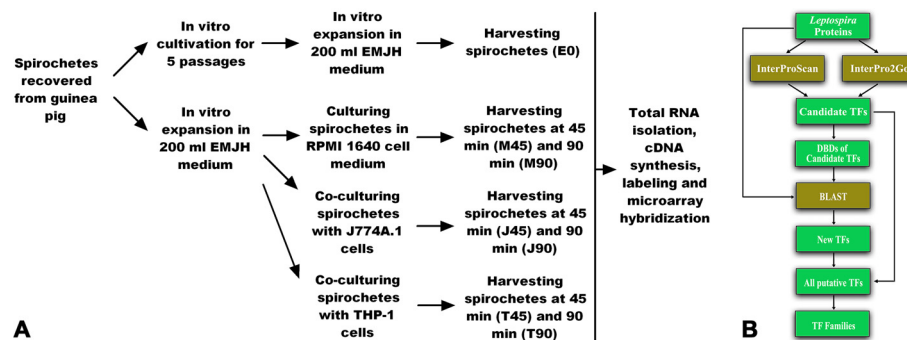 Spirochetes
recovered
from guinea
pig
In vitro
cultivation for
5 passages
In vitro
expansion in
200 ml EMJH
medium
Harvesting
spirochetes (E0)
In vitro
expansion in
200 ml EMJH
medium
Culturing
spirochetes in
RPMI 1640 cell
medium
Harvesting
spirochetes at 45
min (M45) and 90
min (M90)
Co-culturing
spirochetes
with J774A.1
cells
Harvesting
spirochetes at 45
min (J45) and 90
min (J90)
Co-culturing
spirochetes
with THP-1
cells
Harvesting
spirochetes at 45
min (T45) and 90
min (T90)
Total RNA
isolation,
cDNA
synthesis,
labeling and
microarray
hybridization
A
Leptospira
Proteins
InterProScan
InterPro2Go
Candidate TFs
DBDs of
Candidate TFs
BLAST
New TFs
All putative TFs
TF Families
B